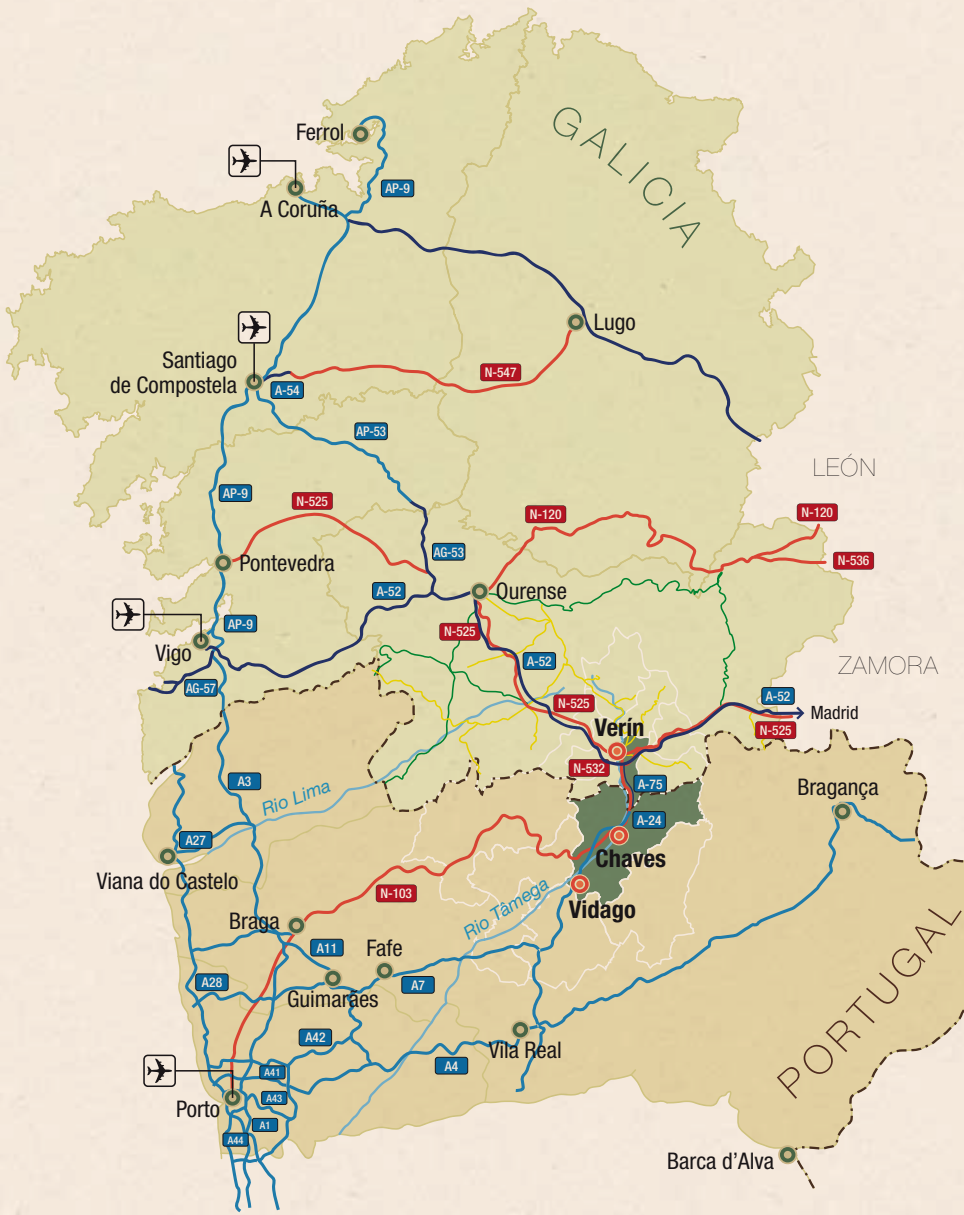 Ferrol
GALICIA
AP-9
A Coruña
Lugo
Santiago
de Compostela
A-54
N-547
AP-53
LEÓN
AP-9
N-525
N-120
N-120
AG-53
N-536
Pontevedra
A-52
Ourense
AP-9
N-525
Vigo
A-52
ZAMORA
AG-57
A-52
N-525
Madrid
N-525
Verín
N-532
A3
A-75
Bragança
Rio Lima
A-24
A27
Chaves
Viana do Castelo
N-103
Rio Tâmega
Vidago
Braga
A11
Fafe
A28
A7
Guimarães
PORTUGAL
A42
Vila Real
A4
A41
Porto
A43
A1
A44
Barca d'Alva